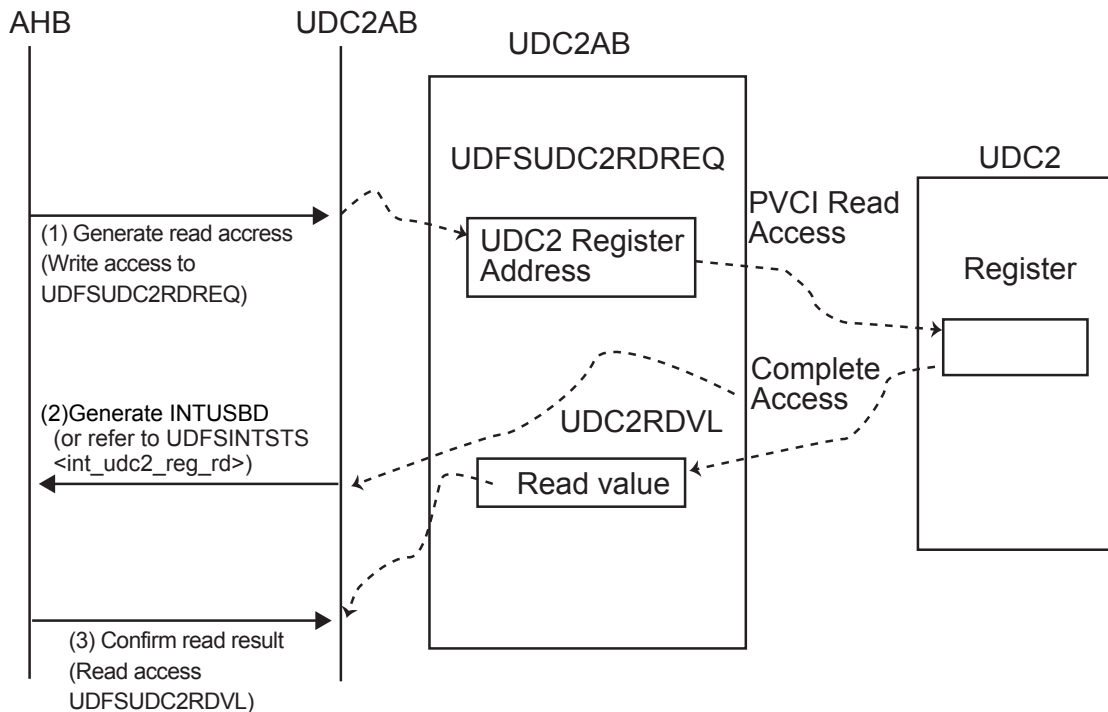 AHB
UDC2AB
UDC2AB
UDFSUDC2RDREQ
UDC2
(1) Generate read accress
(Write access to
UDFSUDC2RDREQ)
UDC2 Register
Address
PVCI Read
Access
Register
(2)Generate INTUSBD
(or refer to UDFSINTSTS
<int_udc2_reg_rd>)
Complete
Access
UDC2RDVL
Read value
(3) Confirm read result
(Read access
UDFSUDC2RDVL)